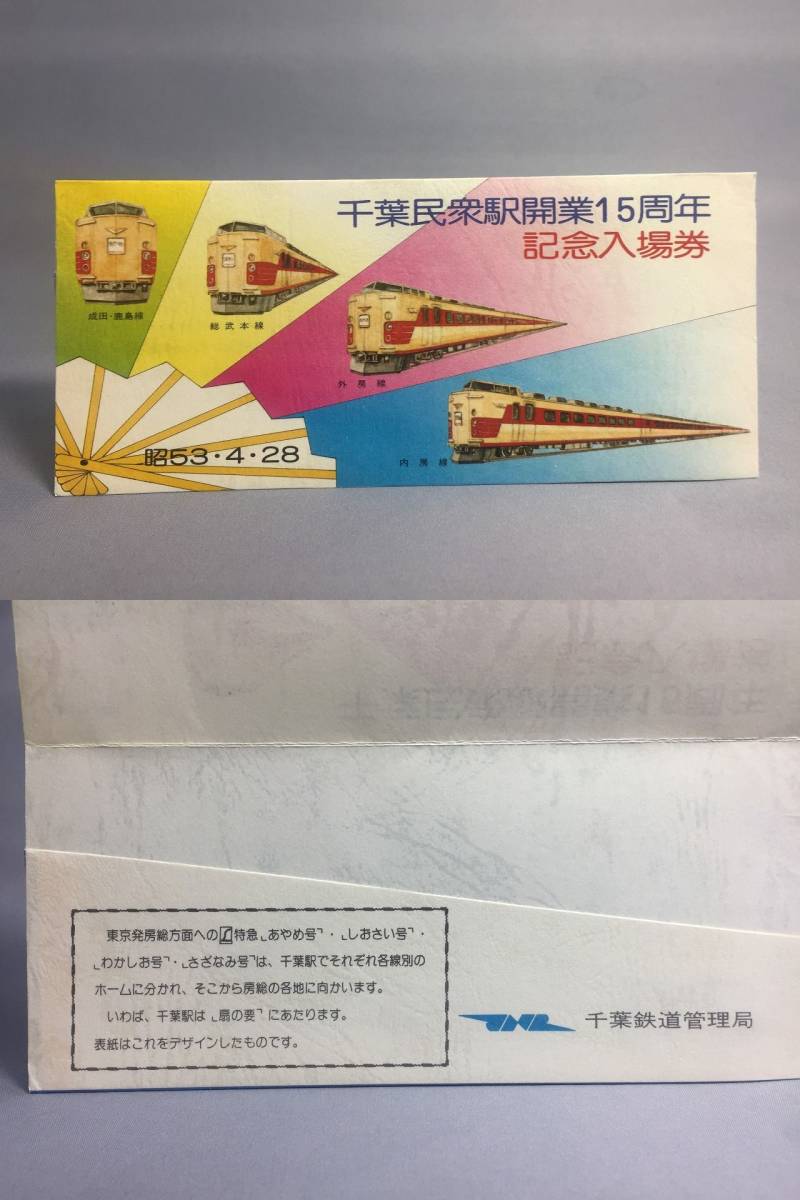 千葉民衆駅開業15周年
記念入場券
成田・鹿島線
総武本線
外房線
内房線
昭53・4・28
東京発房総方面への L特急「あやめ号」・「しおさい号」・
「わかしお号」・「さざなみ号」は、千葉駅でそれぞれ各線別の
ホームに分かれ、そこから房総の各地に向かいます。
いわば、千葉駅は「扇の要」にあたります。
表紙はこれをデザインしたものです。
JNR 千葉鉄道管理局